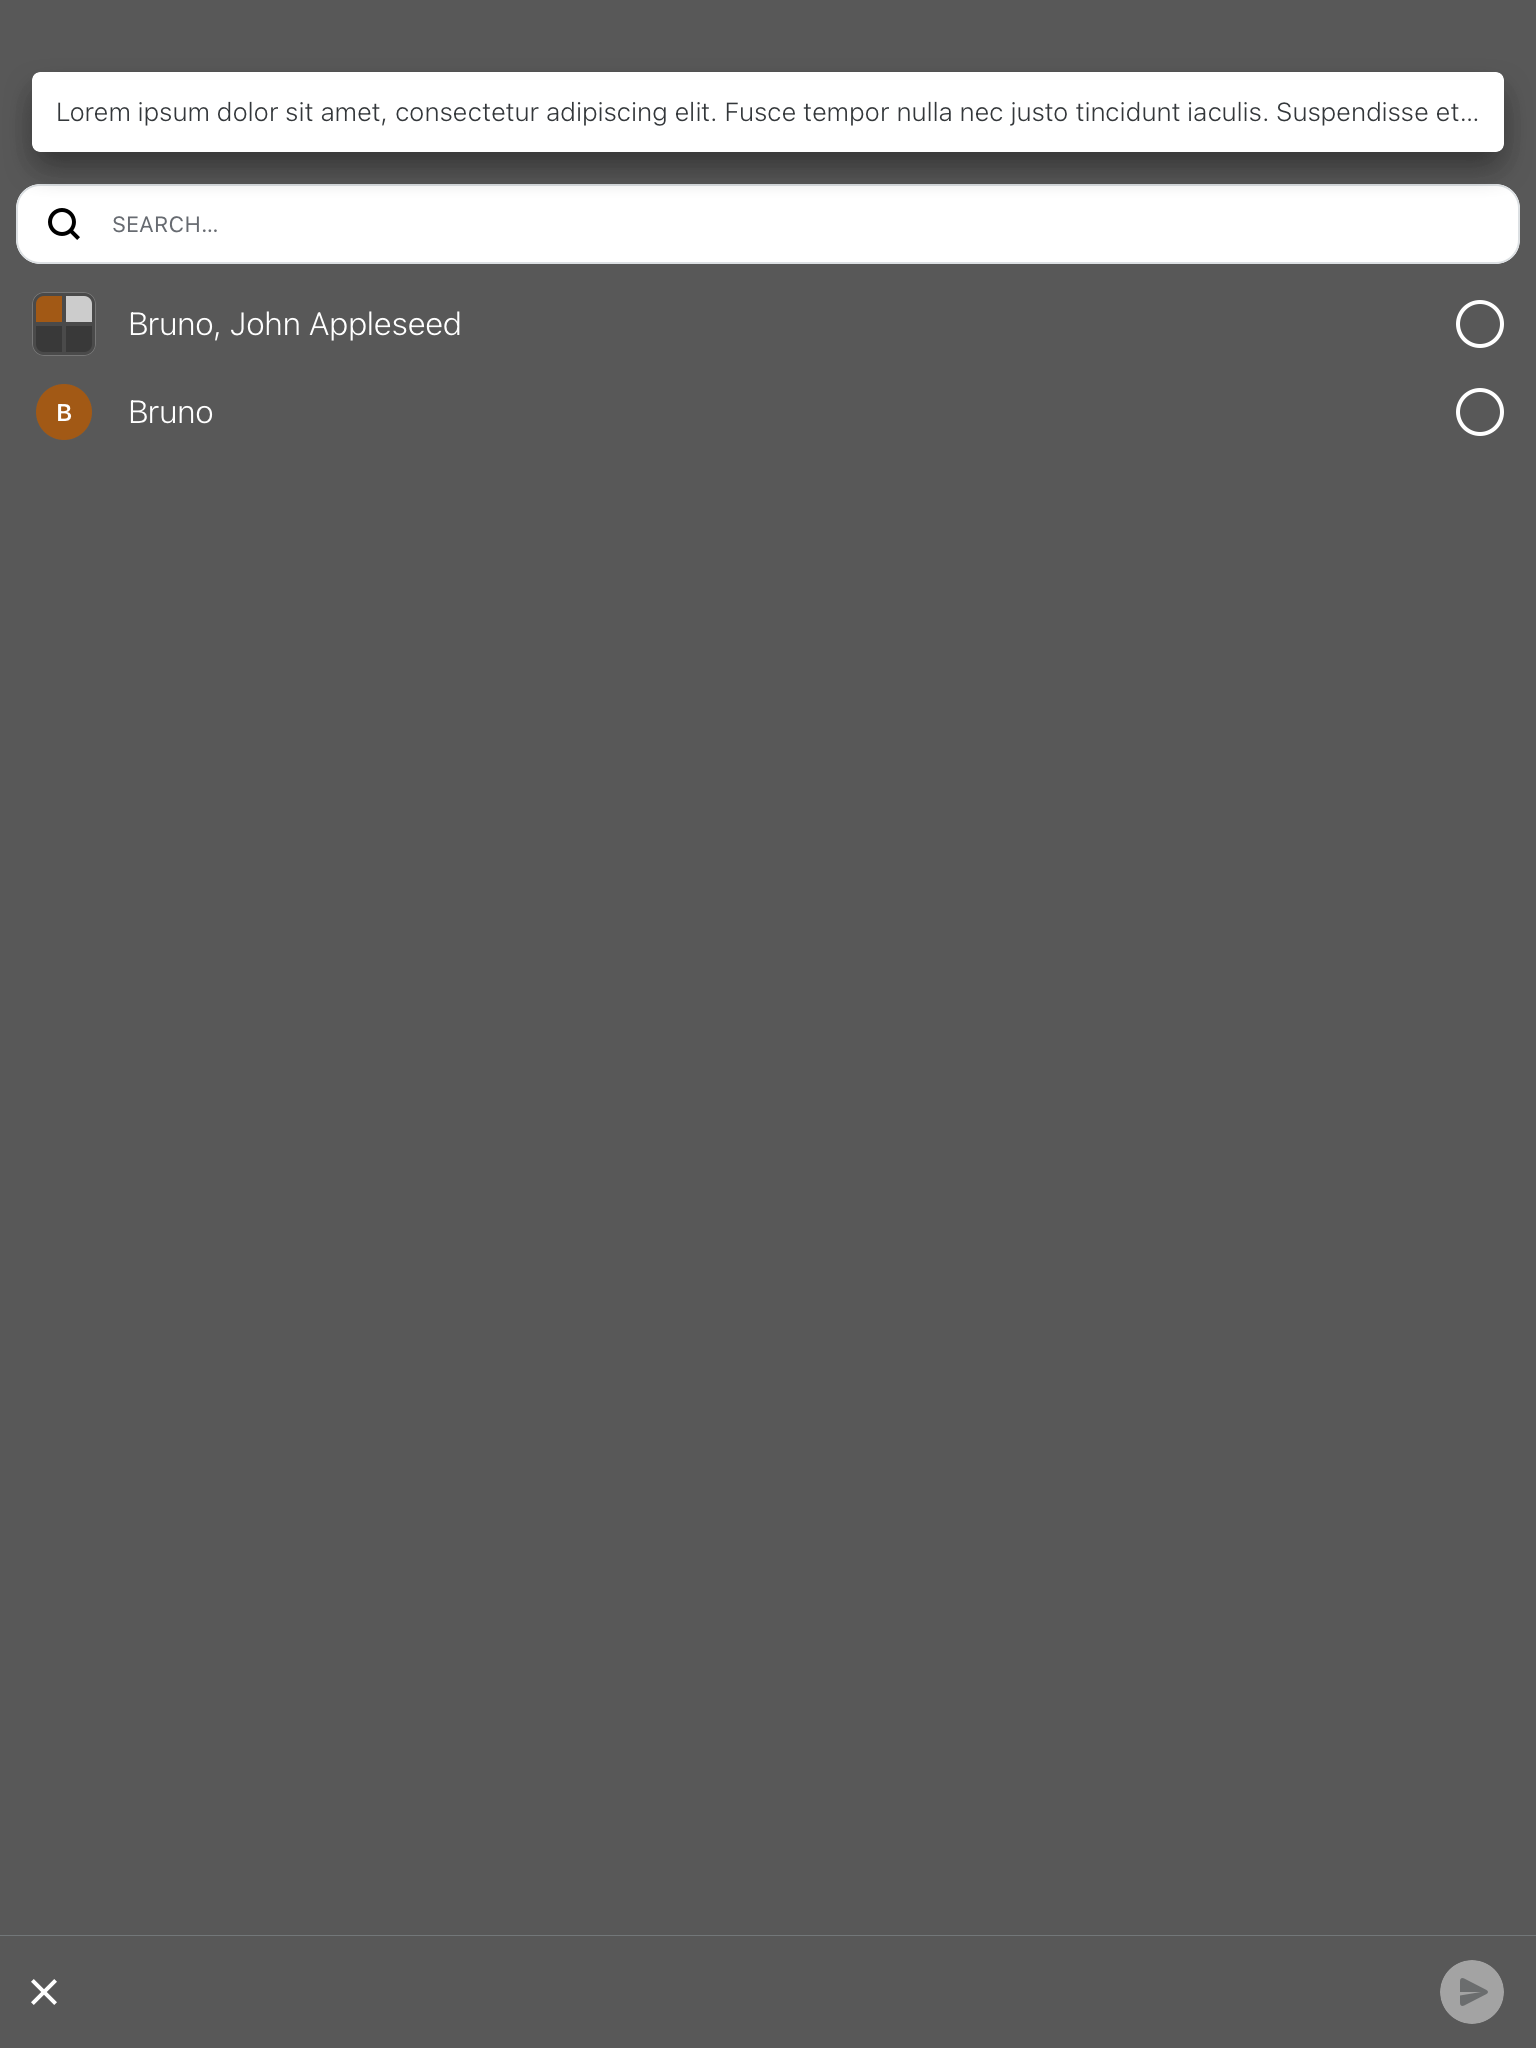 Lorem ipsum dolor sit amet, consectetur adipiscing elit. Fusce tempor nulla nec justo tincidunt iaculis. Suspendisse et...
SEARCH...
Bruno, John Appleseed
B
Bruno